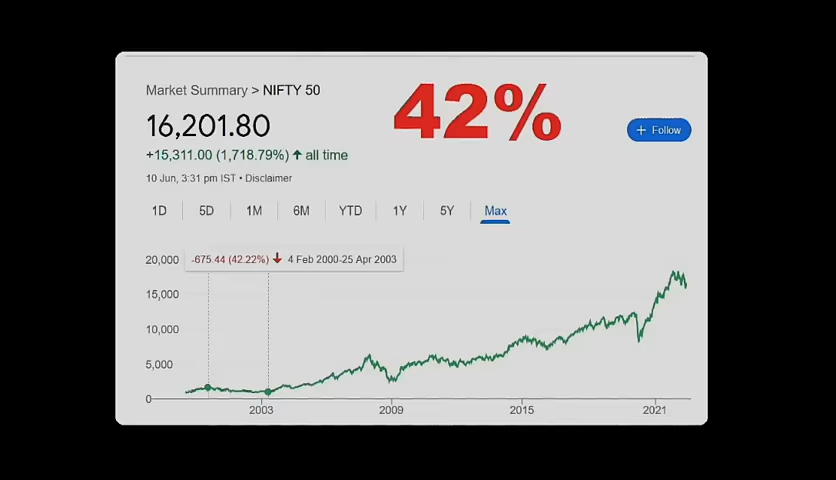 Market Summary > NIFTY 50
42%
16,201.80
+ Follow
+15,311.00 (1,718.79%) ↑ all time
10 Jun, 3:31 pm IST • Disclaimer
1D 5D 1M 6M YTD 1Y 5Y Max
-675.44 (42.22%) ↓ 4 Feb 2000-25 Apr 2003
20,000
15,000
10,000
5,000
0
2003 2009 2015 2021